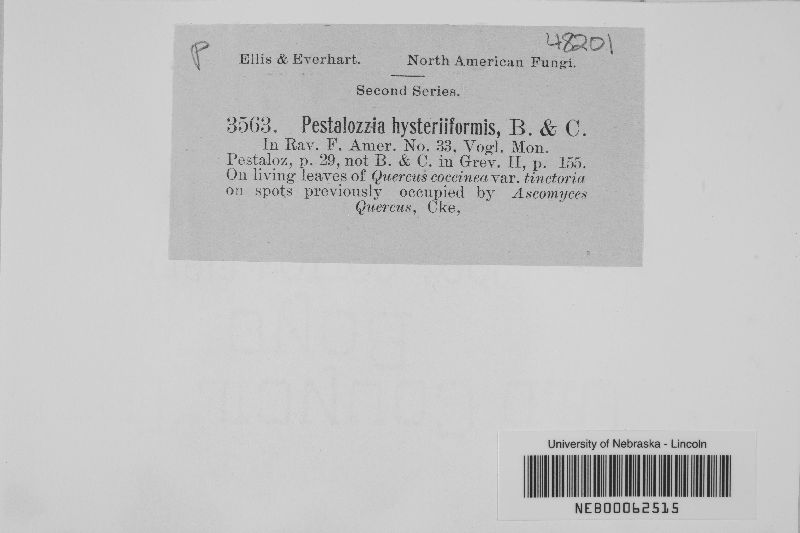 P
48201
Ellis & Everhart. North American Fungi.
Second Series.
3563. Pestalozzia hysteriiformis, B. & C.
In Rav. F. Amer. No. 33. Vogl. Mon.
Pestaloz, p. 29, not B. & C. in Grev. II, p. 155.
On living leaves of Quercus coccinea var. tinctoria
on spots previously occupied by Ascomyces
Quercus, Cke,
University of Nebraska - Lincoln
NEB00062515